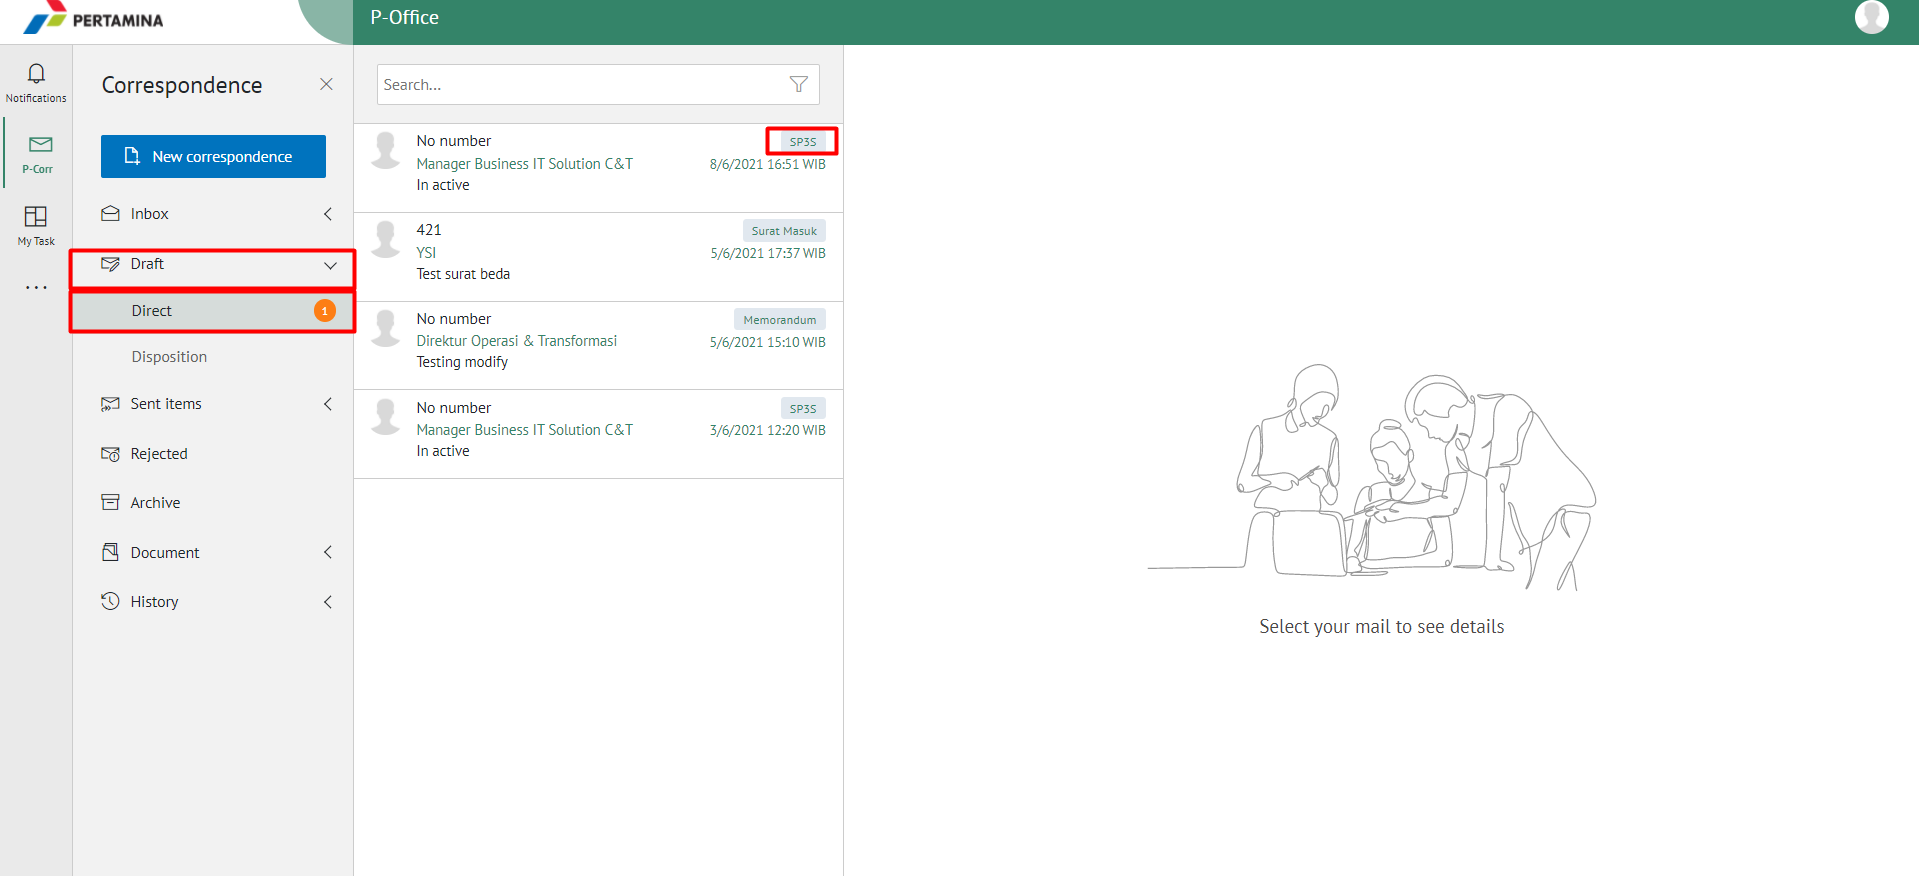 PERTAMINA
P-Office
Notifications
P-Corr
My Task
Correspondence
New correspondence
Inbox
Draft
Direct
1
Disposition
Sent items
Rejected
Archive
Document
History
Search...
No number
SP3S
Manager Business IT Solution C&T
8/6/2021 16:51 WIB
In active
421
Surat Masuk
YSI
5/6/2021 17:37 WIB
Test surat beda
No number
Memorandum
Direktur Operasi & Transformasi
5/6/2021 15:10 WIB
Testing modify
No number
SP3S
Manager Business IT Solution C&T
3/6/2021 12:20 WIB
In active
Select your mail to see details